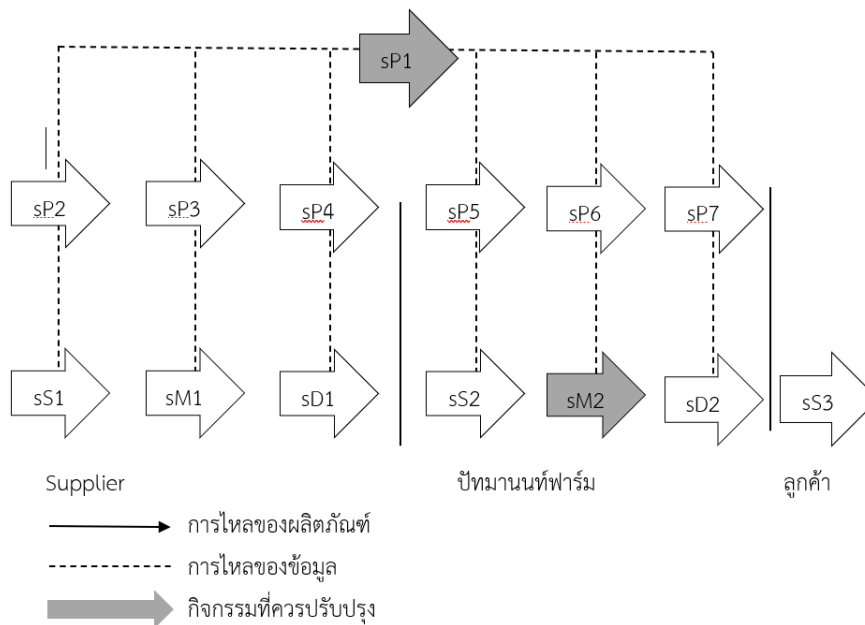 sP1
sP2 sP3 sP4 sP5 sP6 sP7
sS1 sM1 sD1 sS2 sM2 sD2 sS3
Supplier ปัทมานนท์ฟาร์ม ลูกค้า
การไหลของผลิตภัณฑ์
การไหลของข้อมูล
กิจกรรมที่ควรปรับปรุง